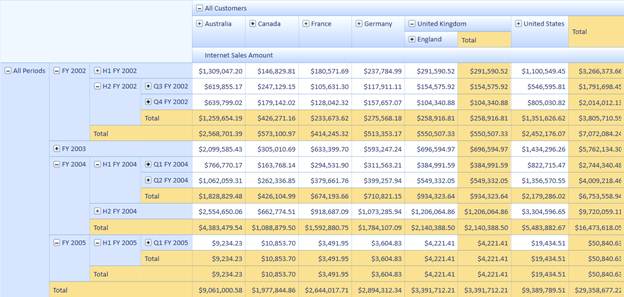 All Customers
Australia Canada France Germany United Kingdom United States Total
England Total
Internet Sales Amount
All Periods FY 2002 H1 FY 2002 $1,309,047.20 $146,829.81 $180,571.69 $237,784.99 $291,590.52 $291,590.52 $1,100,549.45 $3,266,373.66
H2 FY 2002 Q3 FY 2002 $619,855.17 $247,129.15 $105,631.30 $117,911.11 $154,575.92 $154,575.92 $546,595.81 $1,791,698.45
Q4 FY 2002 $639,799.02 $179,142.02 $128,042.32 $157,657.07 $104,340.88 $104,340.88 $805,030.82 $2,014,012.13
Total $1,259,654.19 $426,271.16 $233,673.62 $275,568.18 $258,916.81 $258,916.81 $1,351,626.62 $3,805,710.59
Total $2,568,701.39 $573,100.97 $414,245.32 $513,353.17 $550,507.33 $550,507.33 $2,452,176.07 $7,072,084.24
FY 2003 $2,099,585.43 $305,010.69 $633,399.70 $593,247.24 $696,594.97 $696,594.97 $1,434,296.26 $5,762,134.30
FY 2004 H1 FY 2004 Q1 FY 2004 $766,770.17 $163,768.14 $294,531.90 $311,563.21 $384,991.59 $384,991.59 $822,715.47 $2,744,340.48
Q2 FY 2004 $1,062,059.31 $262,336.85 $379,661.76 $399,257.94 $549,332.05 $549,332.05 $1,356,570.55 $4,009,218.46
Total $1,828,829.48 $426,104.99 $674,193.66 $710,821.15 $934,323.64 $934,323.64 $2,179,286.02 $6,753,558.94
H2 FY 2004 $2,554,650.06 $662,774.51 $918,687.09 $1,073,285.94 $1,206,064.86 $1,206,064.86 $3,304,596.65 $9,720,059.11
Total $4,383,479.54 $1,088,879.50 $1,592,880.75 $1,784,107.09 $2,140,388.50 $2,140,388.50 $5,483,882.67 $16,473,618.05
FY 2005 H1 FY 2005 Q1 FY 2005 $9,234.23 $10,853.70 $3,491.95 $3,604.83 $4,221.41 $4,221.41 $19,434.51 $50,840.63
Total $9,234.23 $10,853.70 $3,491.95 $3,604.83 $4,221.41 $4,221.41 $19,434.51 $50,840.63
Total $9,234.23 $10,853.70 $3,491.95 $3,604.83 $4,221.41 $4,221.41 $19,434.51 $50,840.63
Total $9,061,000.58 $1,977,844.86 $2,644,017.71 $2,894,312.34 $3,391,712.21 $3,391,712.21 $9,389,789.51 $29,358,677.22